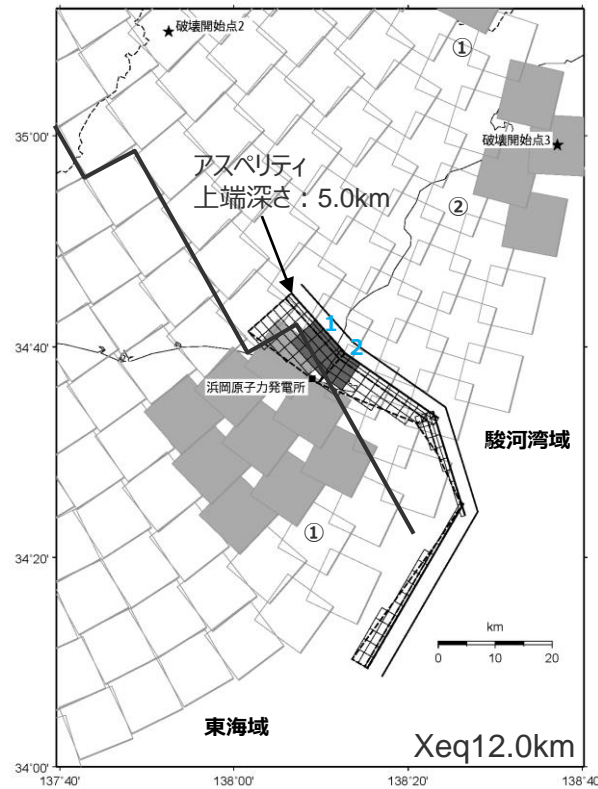 ★破壊開始点2
①
35°00'
破壊開始点3★
アスペリティ
上端深さ：5.0km
②
1
2
34°40'
浜岡原子力発電所
駿河湾域
①
34°20'
km
0 10 20
東海域
Xeq12.0km
34°00'
137°40' 138°00' 138°20' 138°40'